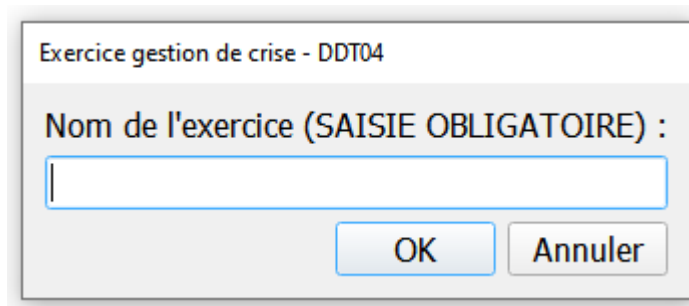 Exercice gestion de crise - DDT04
Nom de l'exercice (SAISIE OBLIGATOIRE) :
OK Annuler